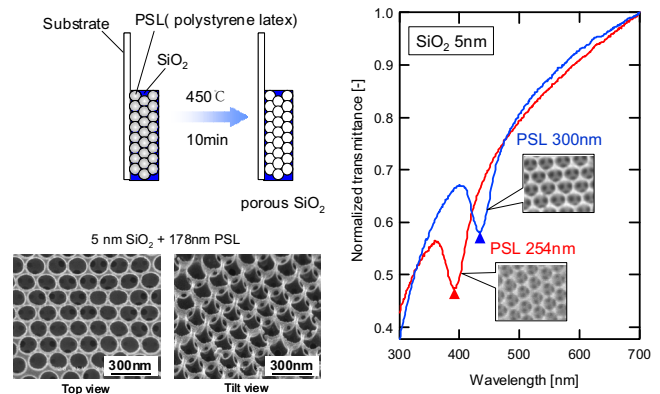 Substrate
PSL( polystyrene latex)
SiO₂
450℃
10min
porous SiO₂
5 nm SiO₂ + 178nm PSL
300nm
300nm
Top view
Tilt view
Normalized transmittance [-]
1.0
0.9
0.8
0.7
0.6
0.5
0.4
SiO₂ 5nm
PSL 300nm
PSL 254nm
300
400
500
600
700
Wavelength [nm]